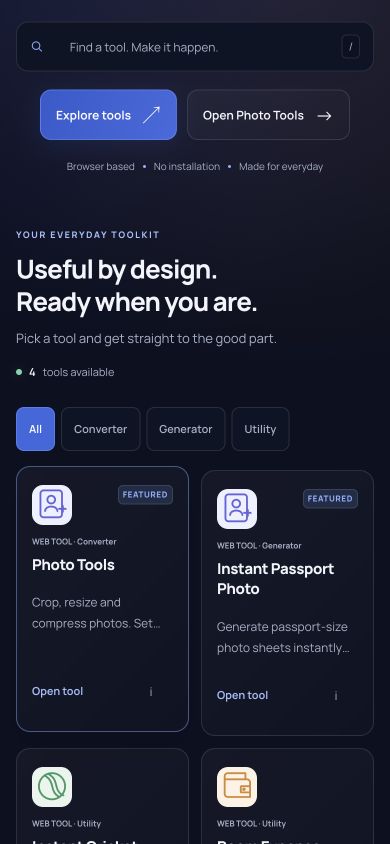 Find a tool. Make it happen.
/
Explore tools
Open Photo Tools
Browser based • No installation • Made for everyday
YOUR EVERYDAY TOOLKIT
Useful by design.
Ready when you are.
Pick a tool and get straight to the good part.
4 tools available
All
Converter
Generator
Utility
FEATURED
WEB TOOL · Converter
Photo Tools
Crop, resize and
compress photos. Set…
Open tool
i
FEATURED
WEB TOOL · Generator
Instant Passport
Photo
Generate passport-size
photo sheets instantly…
Open tool
i
WEB TOOL · Utility
Instant Cricket
WEB TOOL · Utility
Room Expense